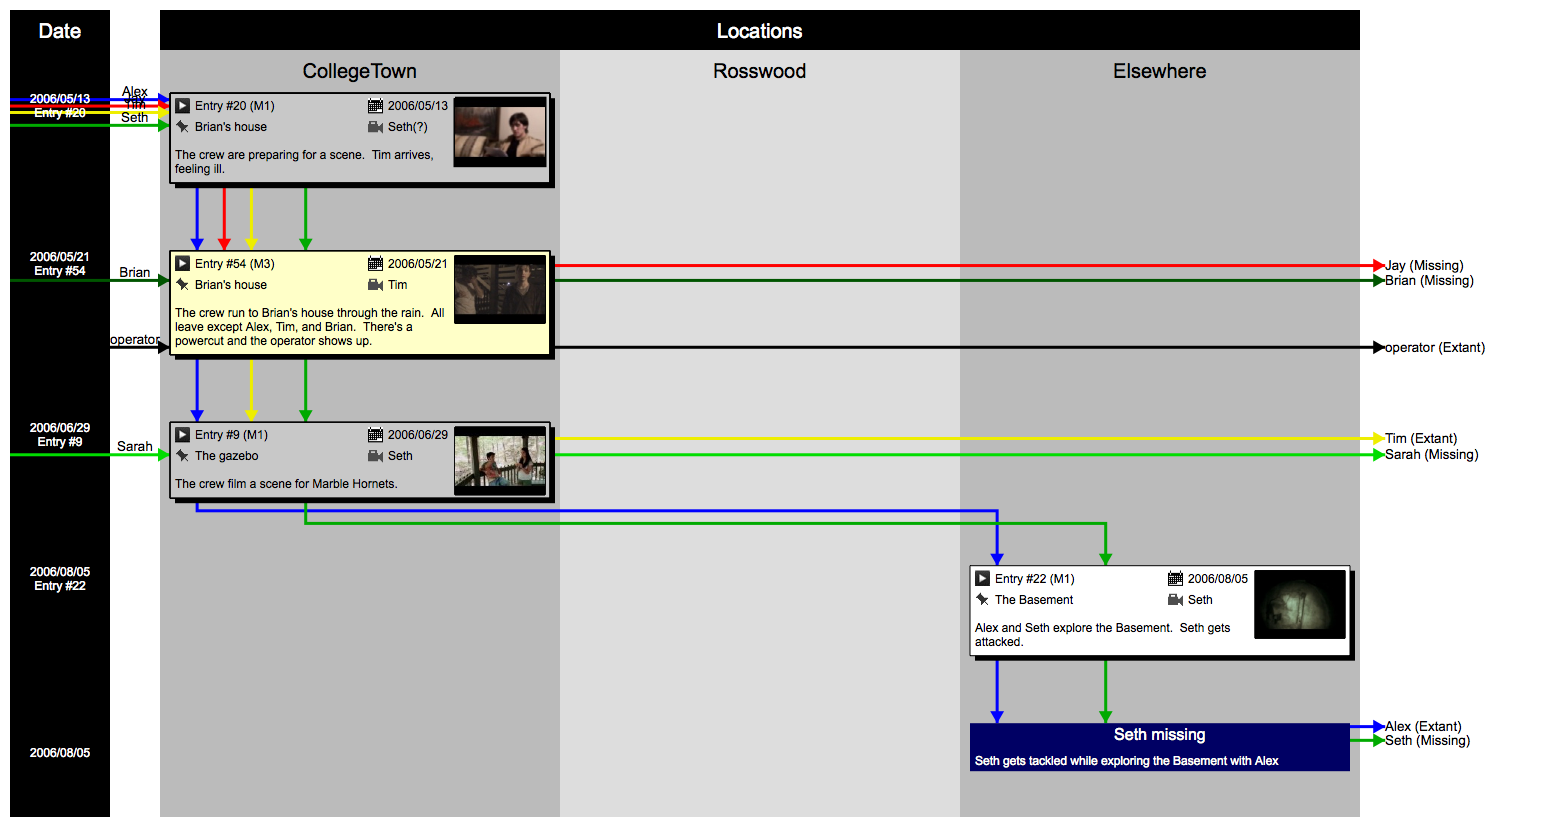 Date
Locations
CollegeTown
Rosswood
Elsewhere
2006/05/13
Entry #20
Alex
Jay
Tim
Seth
Entry #20 (M1)
2006/05/13
Brian's house
Seth(?)
The crew are preparing for a scene. Tim arrives,
feeling ill.
2006/05/21
Entry #54
Brian
operator
Entry #54 (M3)
2006/05/21
Brian's house
Tim
The crew run to Brian's house through the rain. All
leave except Alex, Tim, and Brian. There's a
powercut and the operator shows up.
Jay (Missing)
Brian (Missing)
operator (Extant)
2006/06/29
Entry #9
Sarah
Entry #9 (M1)
2006/06/29
The gazebo
Seth
The crew film a scene for Marble Hornets.
Tim (Extant)
Sarah (Missing)
2006/08/05
Entry #22
Entry #22 (M1)
2006/08/05
The Basement
Seth
Alex and Seth explore the Basement. Seth gets
attacked.
2006/08/05
Seth missing
Seth gets tackled while exploring the Basement with Alex
Alex (Extant)
Seth (Missing)